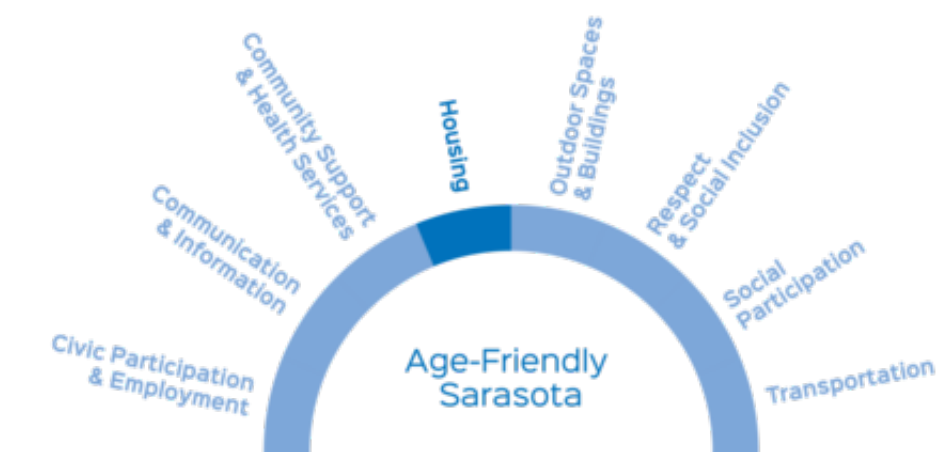 Civic Participation
& Employment
Communication
& Information
Community Support
& Health Services
Housing
Outdoor Spaces
& Buildings
Respect
& Social Inclusion
Social
Participation
Transportation
Age-Friendly
Sarasota